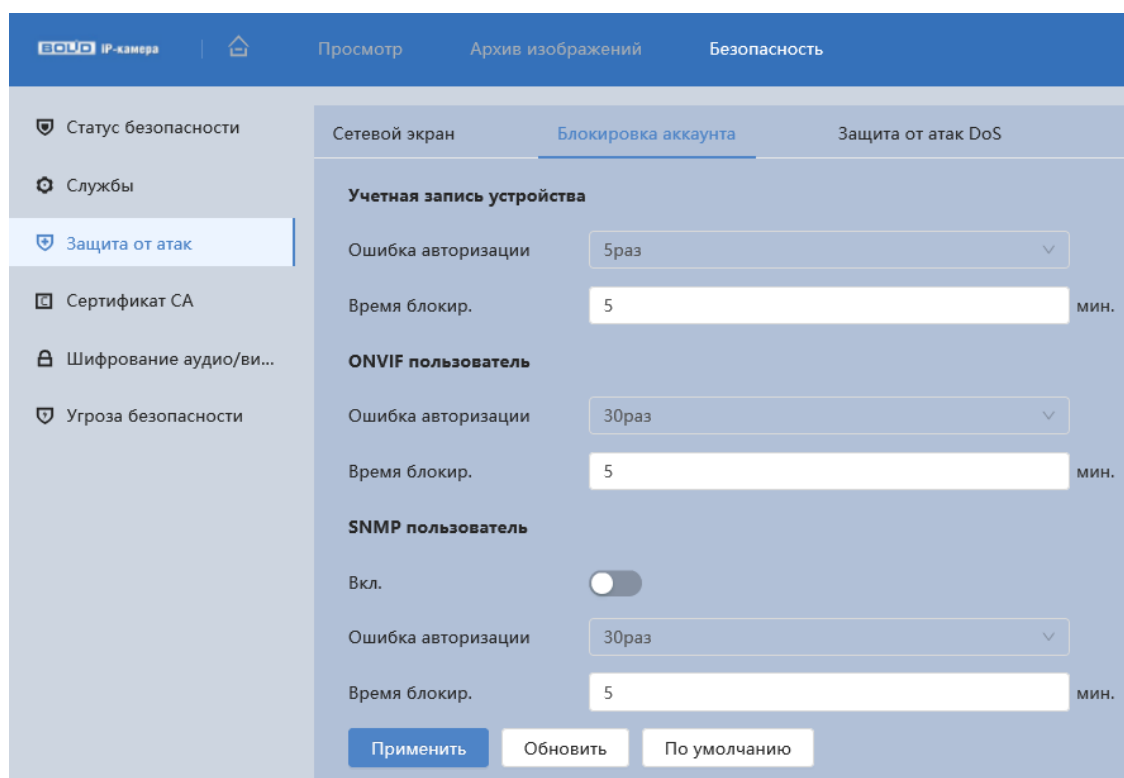 BOLID IP-камера Просмотр Архив изображений Безопасность
Статус безопасности
Службы
Защита от атак
Сертификат CA
Шифрование аудио/ви...
Угроза безопасности
Сетевой экран Блокировка аккаунта Защита от атак DoS
Учетная запись устройства
Ошибка авторизации 5раз
Время блокир. 5 мин.
ONVIF пользователь
Ошибка авторизации 30раз
Время блокир. 5 мин.
SNMP пользователь
Вкл.
Ошибка авторизации 30раз
Время блокир. 5 мин.
Применить Обновить По умолчанию